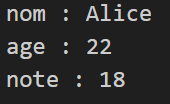 nom : Alice
age : 22
note : 18